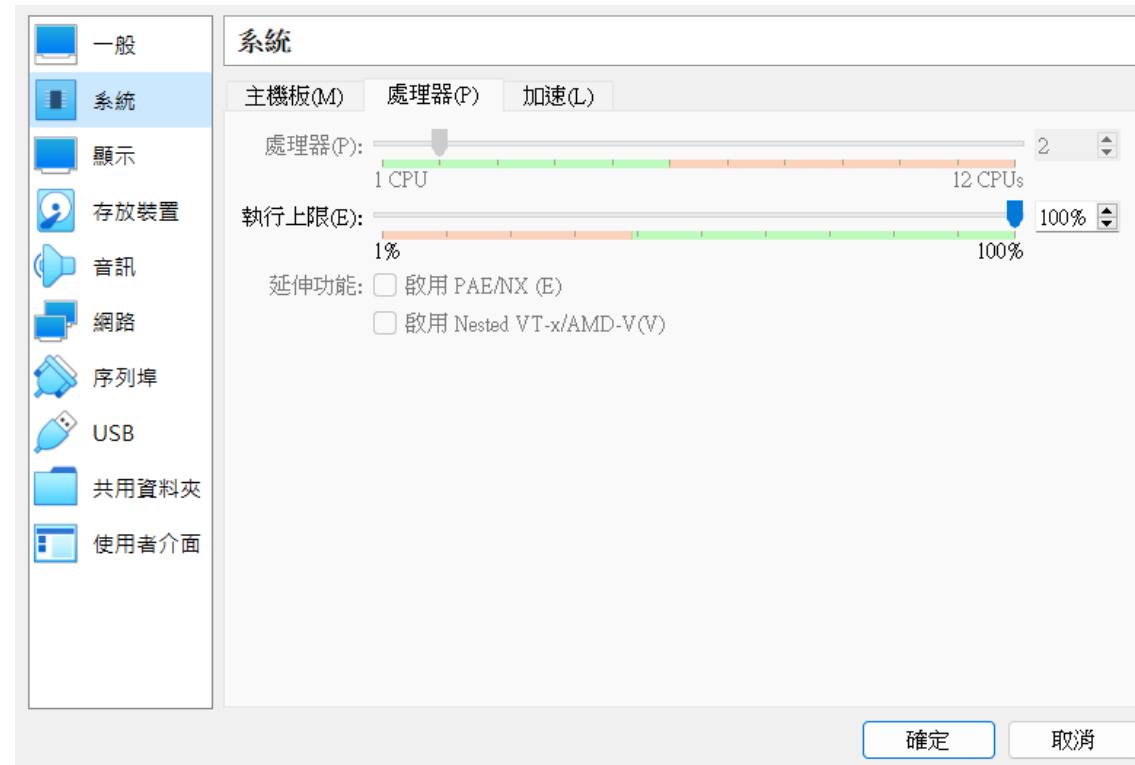 一般
系統
顯示
存放裝置
音訊
網路
序列埠
USB
共用資料夾
使用者介面
系統
主機板(M) 處理器(P) 加速(L)
處理器(P): 2
1 CPU 12 CPUs
執行上限(E): 100%
1% 100%
延伸功能: 啟用 PAE/NX (E)
啟用 Nested VT-x/AMD-V(V)
確定 取消